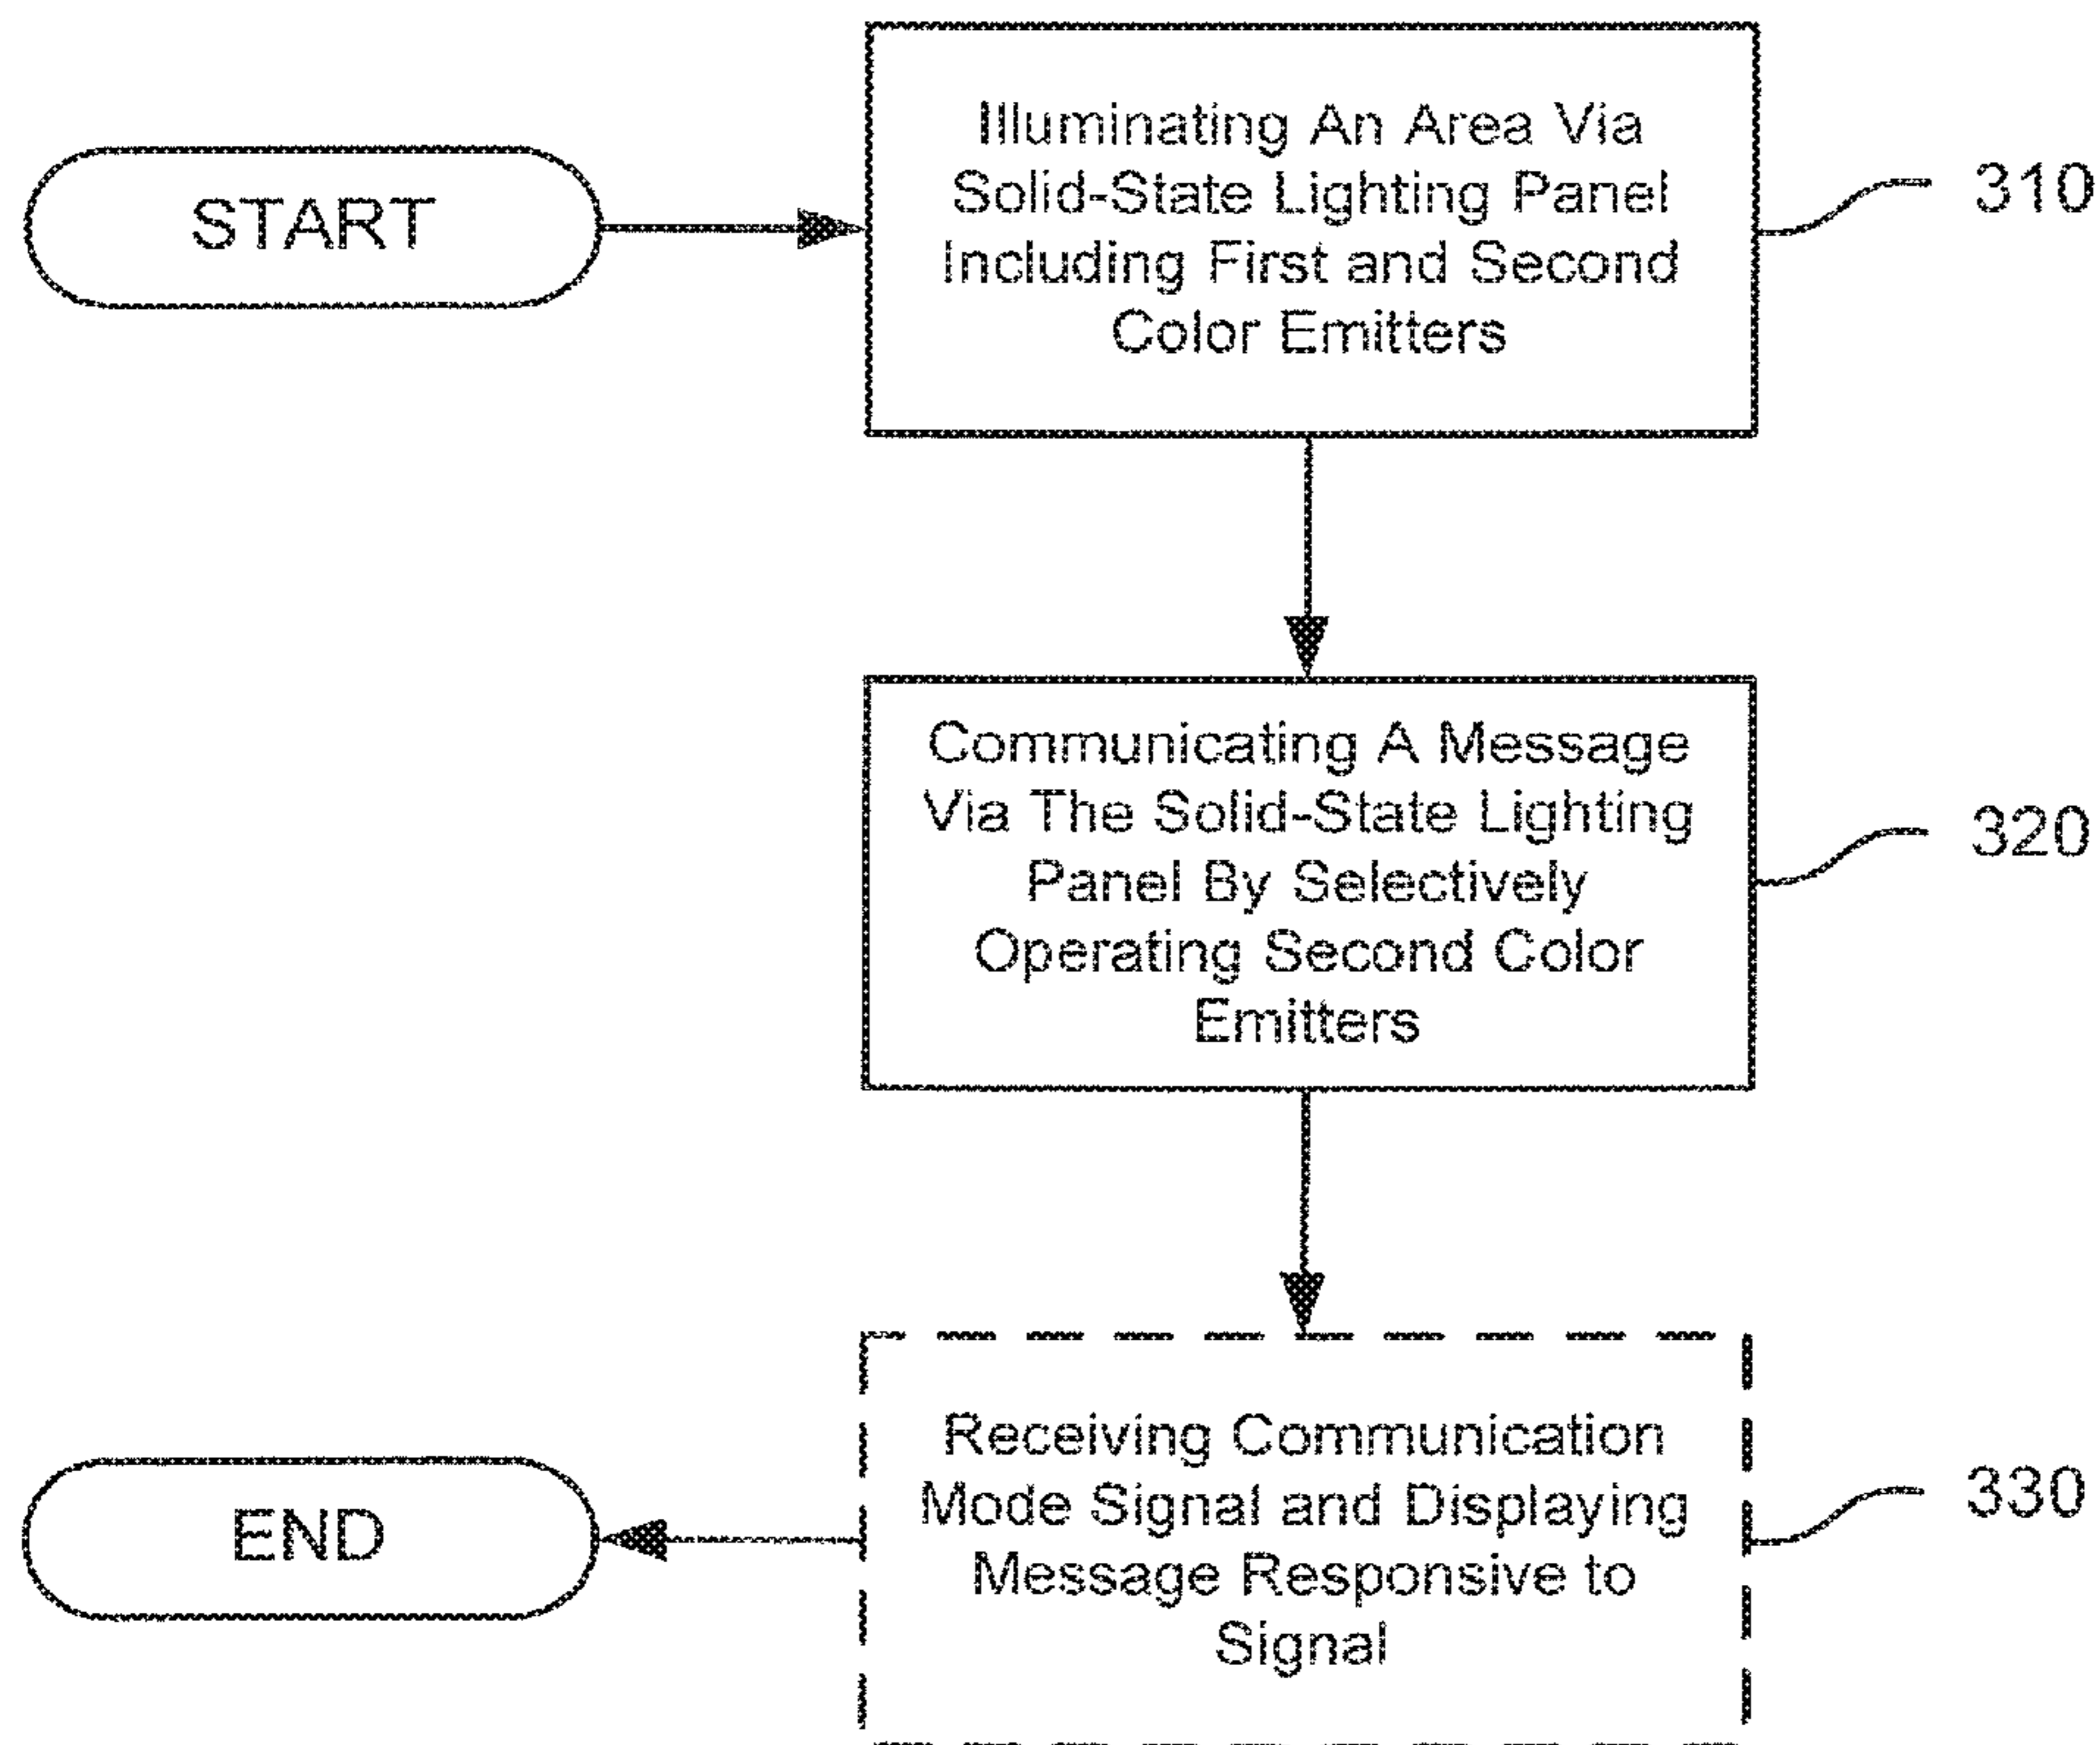 START
Illuminating An Area Via
Solid-State Lighting Panel
Including First and Second
Color Emitters
310
Communicating A Message
Via The Solid-State Lighting
Panel By Selectively
Operating Second Color
Emitters
320
Receiving Communication
Mode Signal and Displaying
Message Responsive to
Signal
330
END